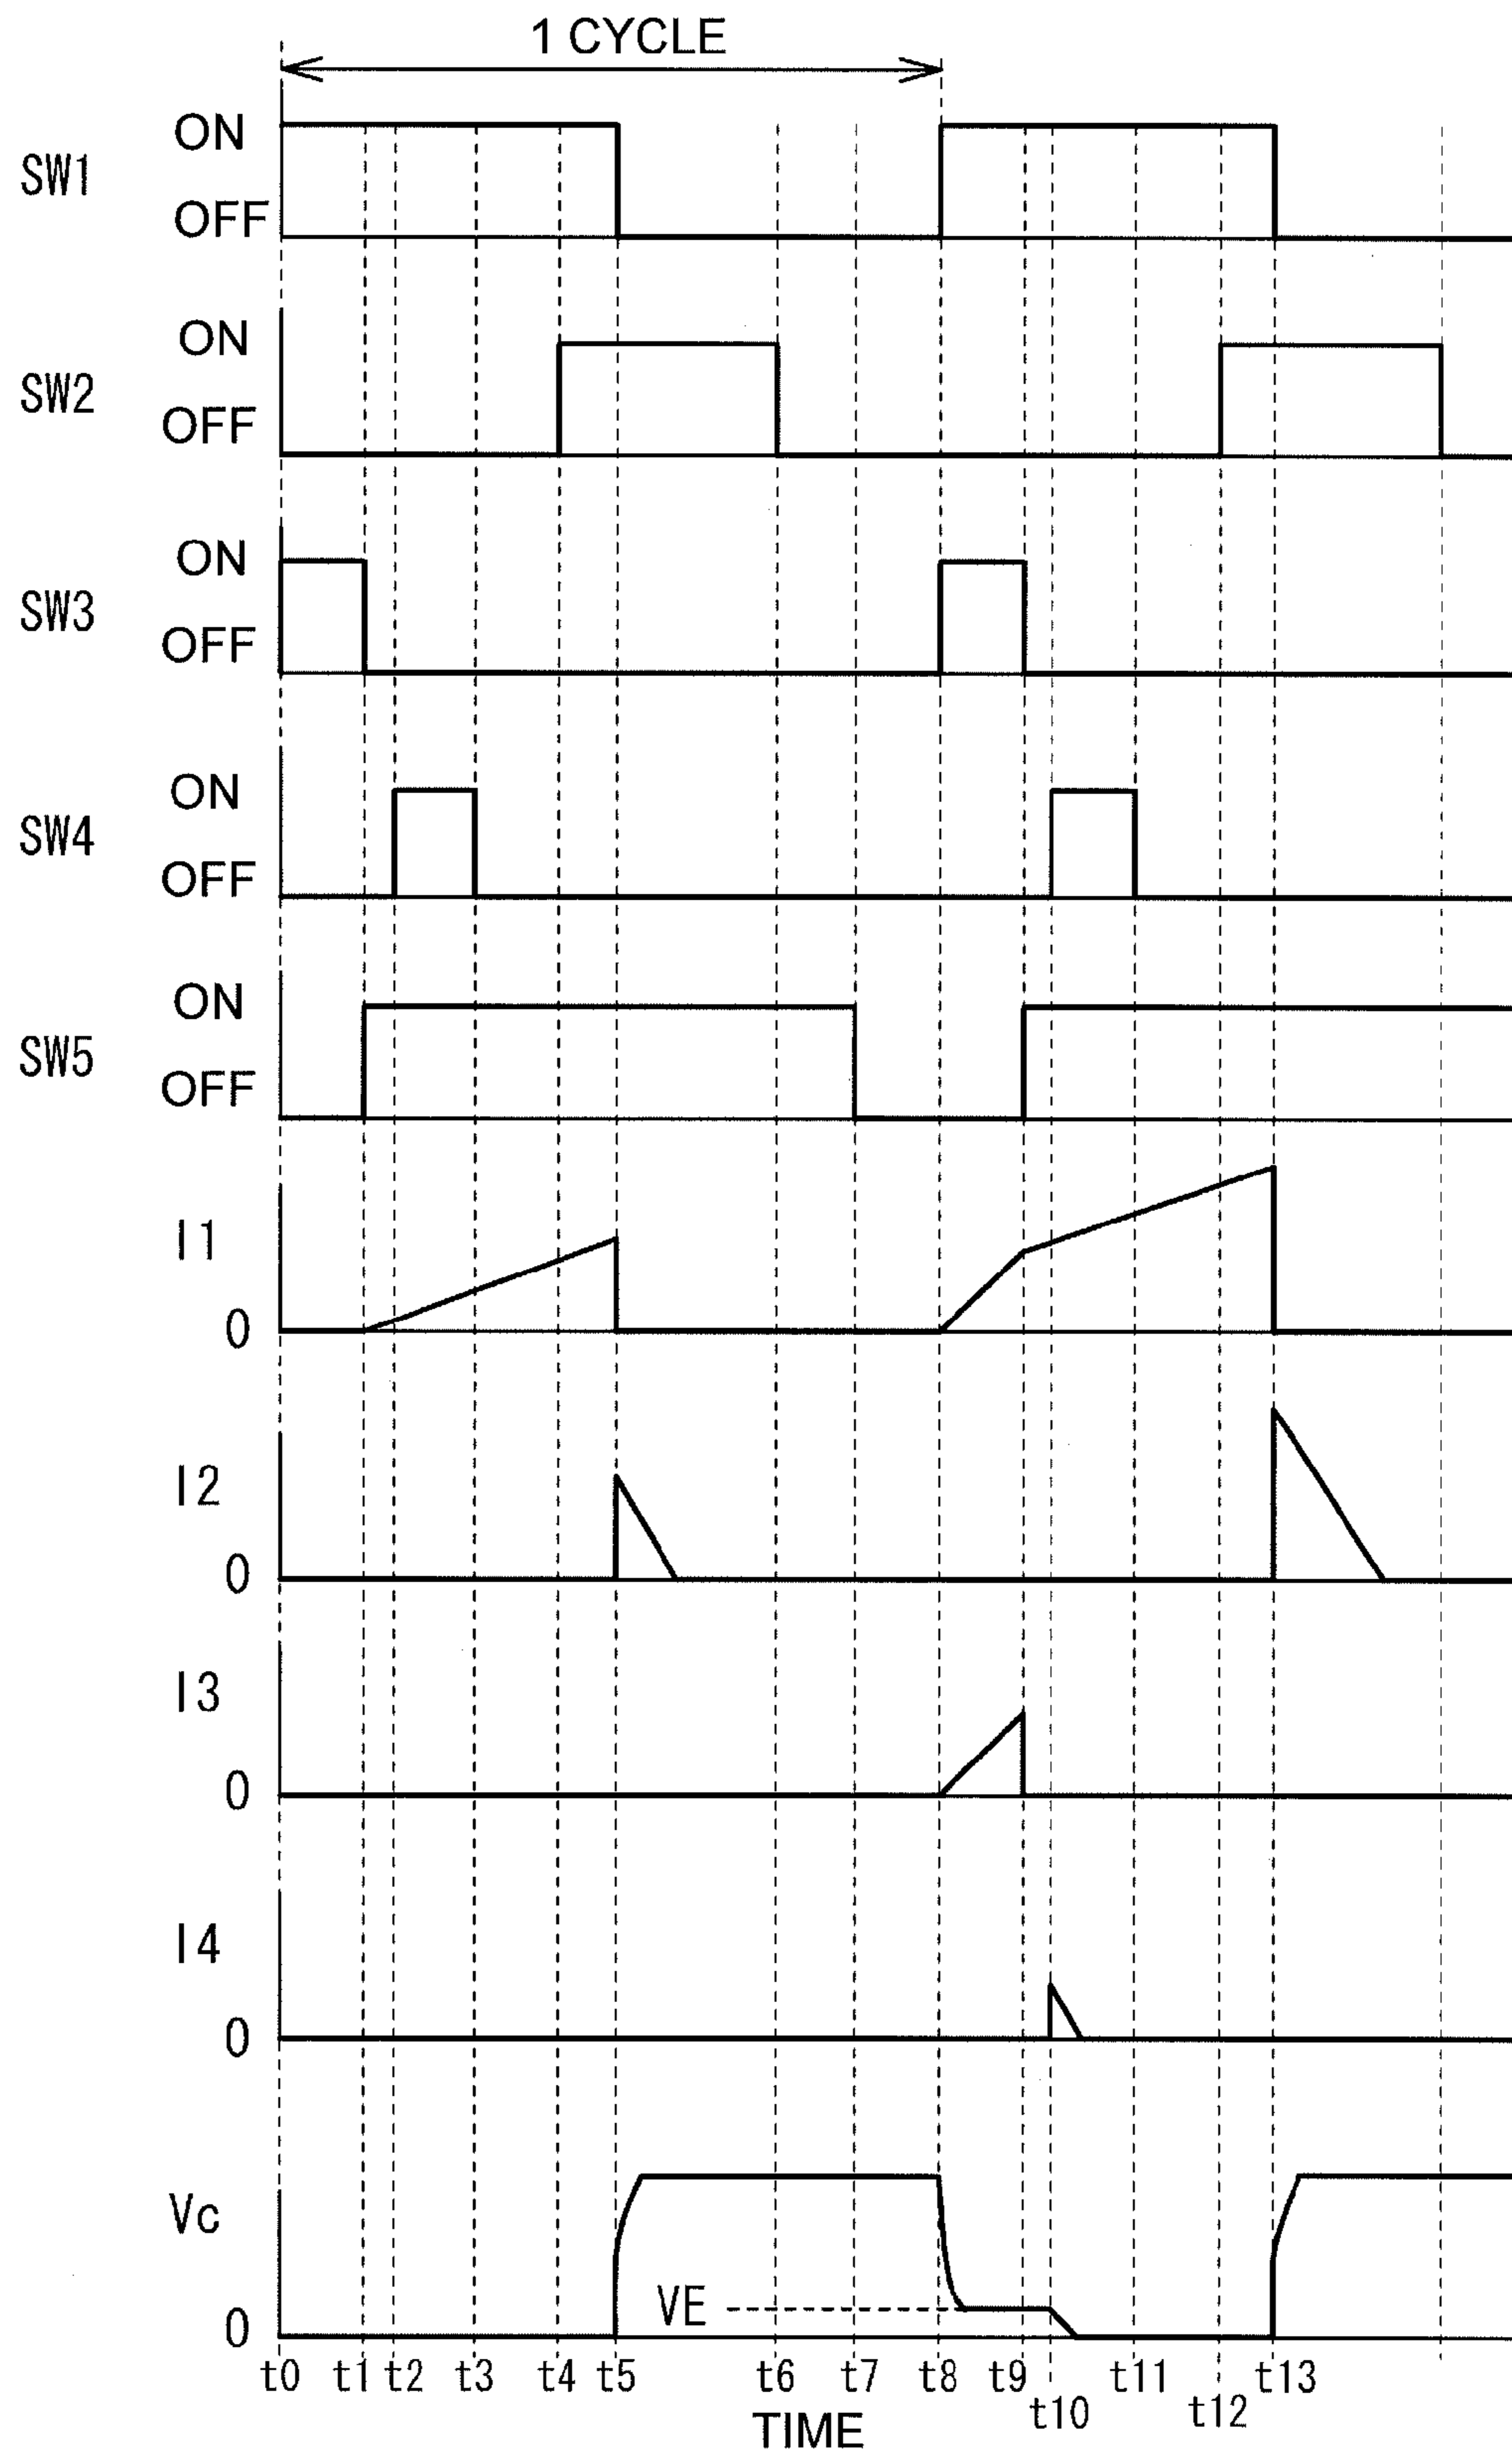 1 CYCLE
SW1
ON
OFF
SW2
ON
OFF
SW3
ON
OFF
SW4
ON
OFF
SW5
ON
OFF
I1
0
I2
0
I3
0
I4
0
Vc
VE
0
t0 t1 t2 t3 t4 t5 t6 t7 t8 t9 t10 t11 t12 t13
TIME